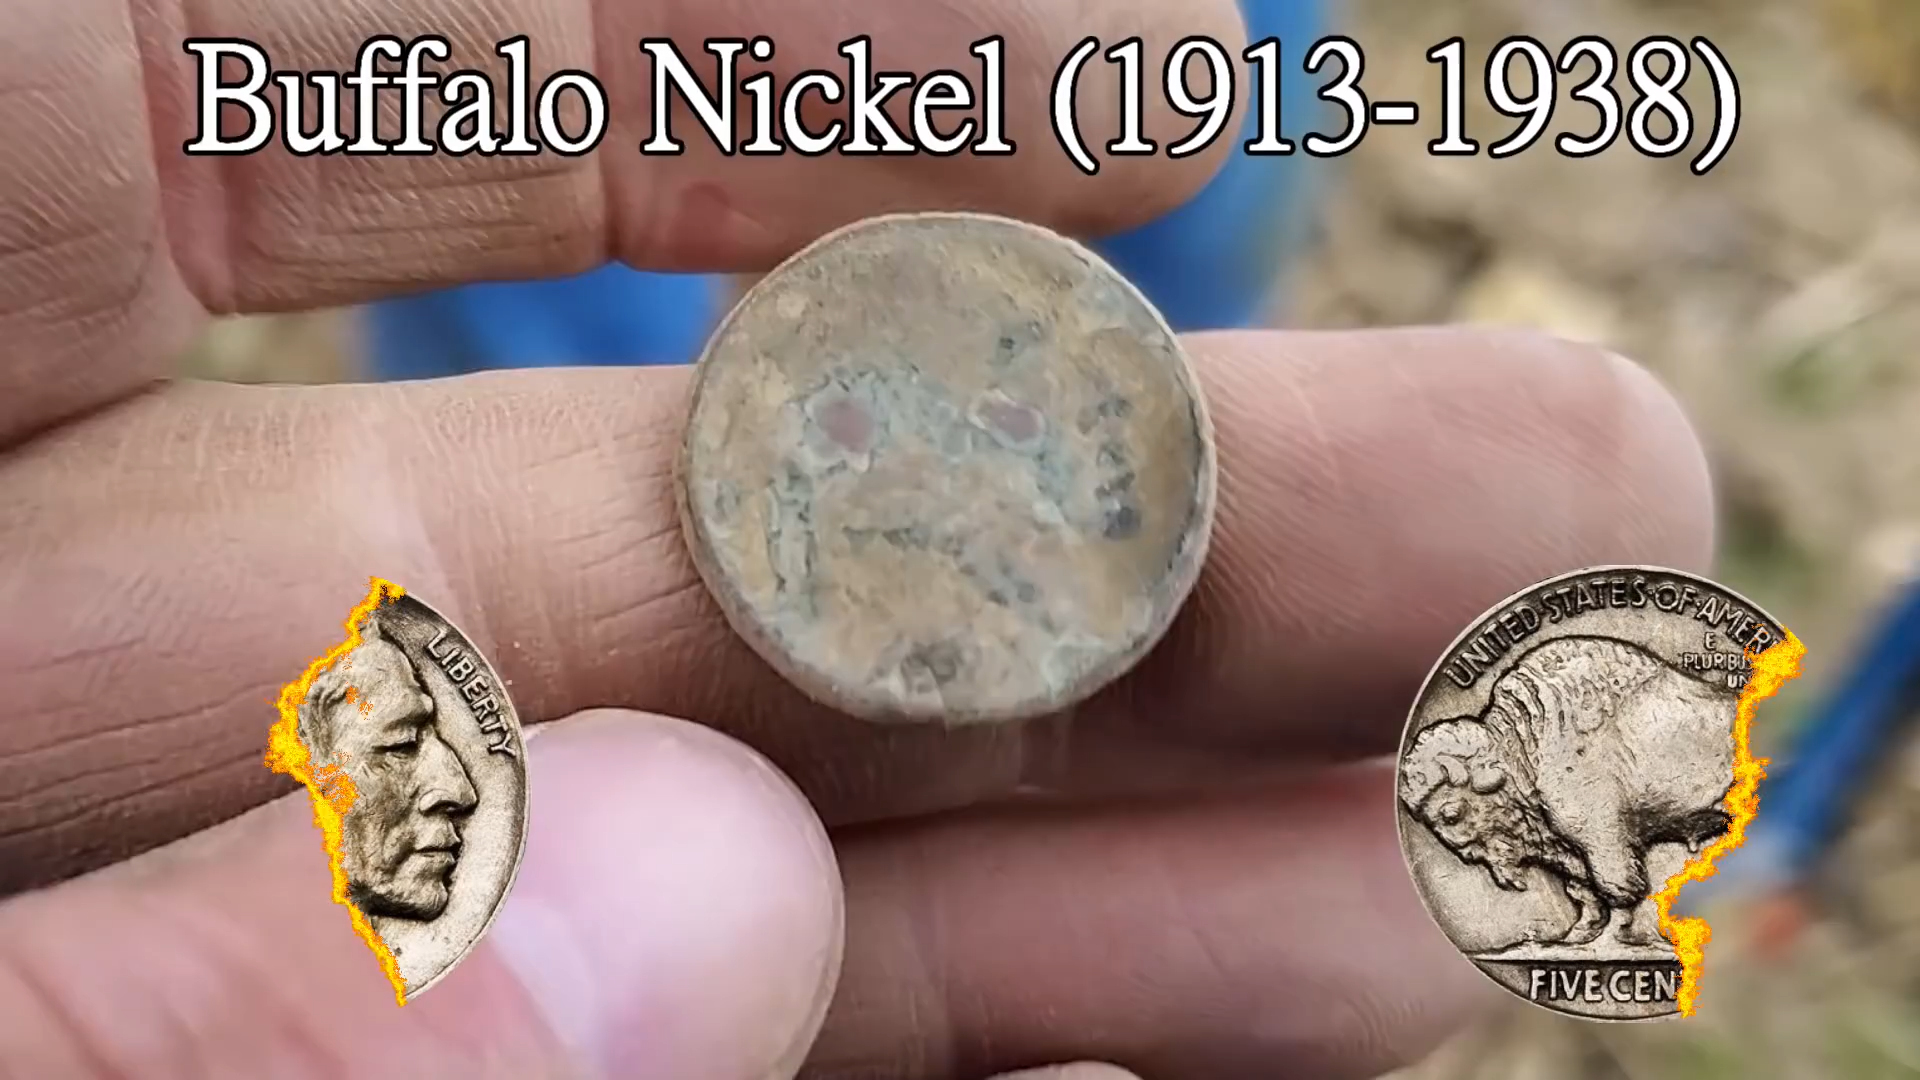 Buffalo Nickel (1913-1938)
LIBERTY
UNITED STATES OF AMER
E
PLURIBU
UN
FIVE CEN